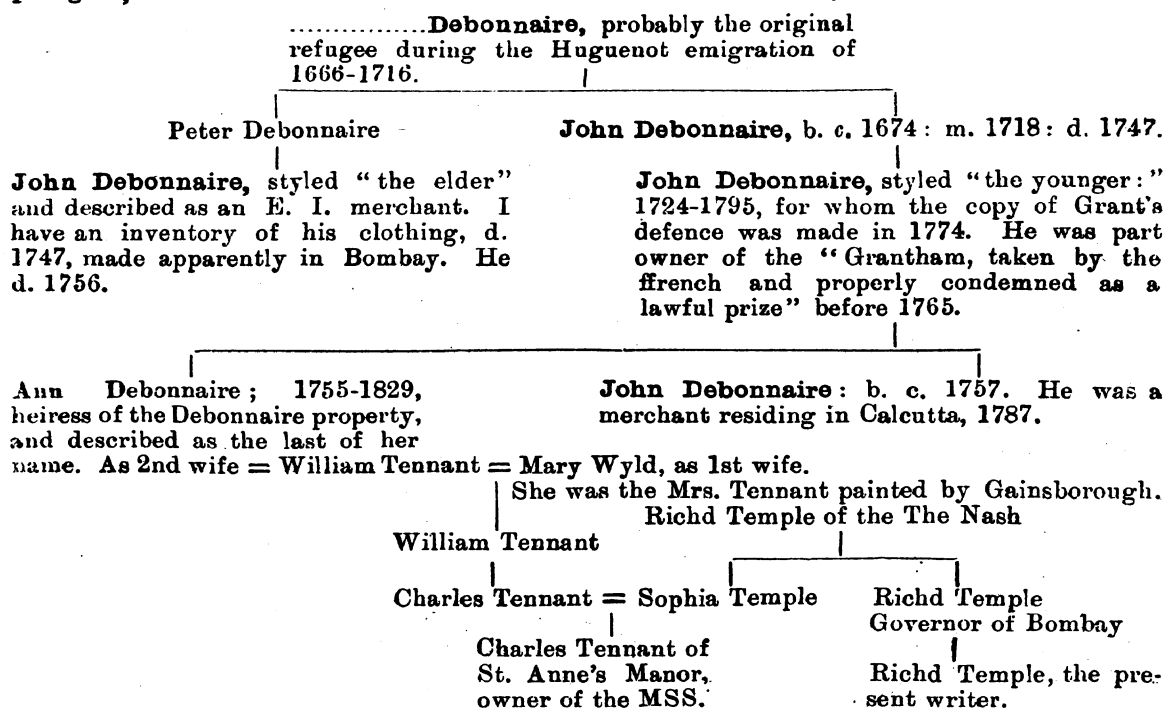 ................Debonnaire, probably the original
refugee during the Huguenot emigration of
1666-1716.
Peter Debonnaire
John Debonnaire, b. c. 1674 : m. 1718 : d. 1747.
John Debonnaire, styled “the elder”
and described as an E. I. merchant. I
have an inventory of his clothing, d.
1747, made apparently in Bombay. He
d. 1756.
John Debonnaire, styled “the younger :”
1724-1795, for whom the copy of Grant's
defence was made in 1774. He was part
owner of the “Grantham, taken by the
ffrench and properly condemned as a
lawful prize” before 1765.
Ann Debonnaire ; 1755-1829,
heiress of the Debonnaire property,
and described as the last of her
name. As 2nd wife = William Tennant = Mary Wyld, as 1st wife.
John Debonnaire : b. c. 1757. He was a
merchant residing in Calcutta, 1787.
She was the Mrs. Tennant painted by Gainsborough.
Richd Temple of the The Nash
William Tennant
Charles Tennant = Sophia Temple
Richd Temple
Governor of Bombay
Charles Tennant of
St. Anne's Manor,
owner of the MSS.
Richd Temple, the pre-
sent writer.